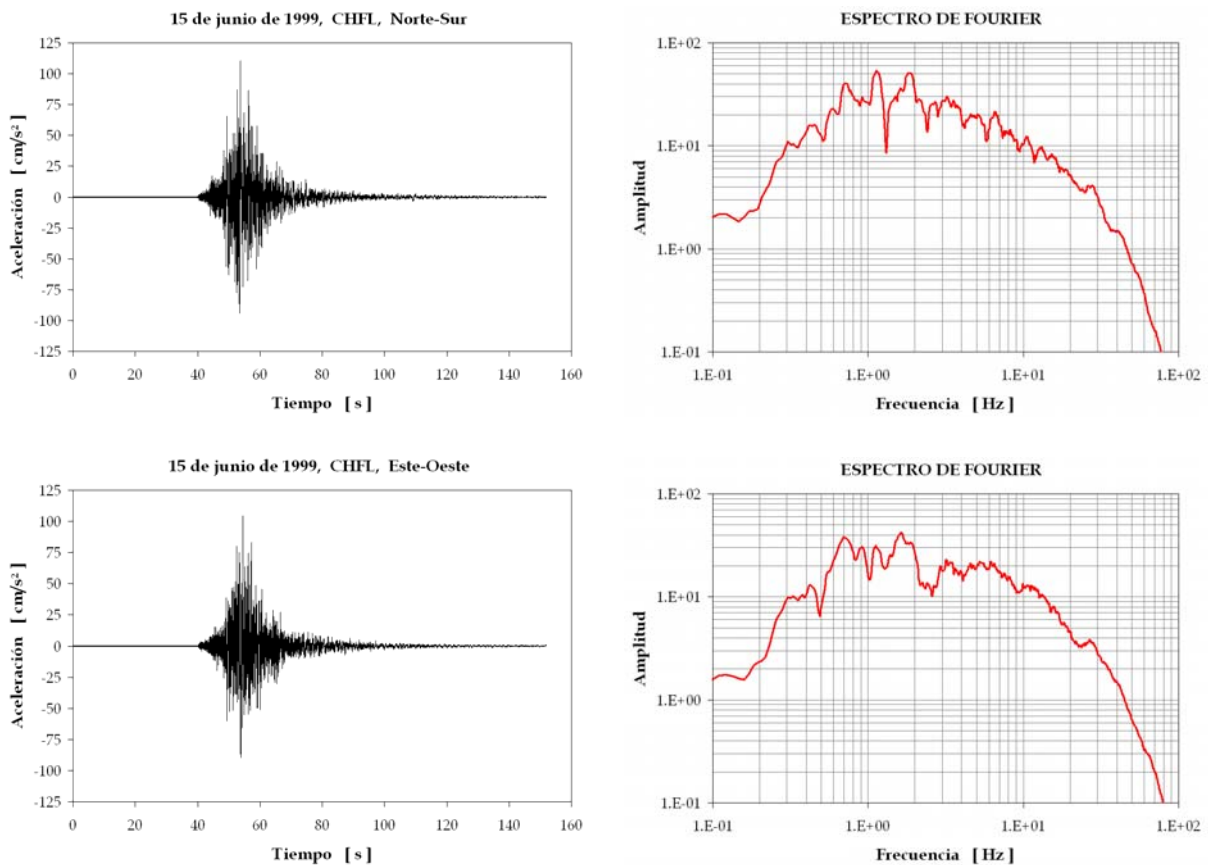 15 de junio de 1999, CHFL, Norte-Sur
125
100
75
50
25
0
-25
-50
-75
-100
-125
Aceleración [ cm/s² ]
0 20 40 60 80 100 120 140 160
Tiempo [ s ]
ESPECTRO DE FOURIER
1.E+02
1.E+01
1.E+00
1.E-01
Amplitud
1.E-01 1.E+00 1.E+01 1.E+02
Frecuencia [ Hz ]
15 de junio de 1999, CHFL, Este-Oeste
125
100
75
50
25
0
-25
-50
-75
-100
-125
Aceleración [ cm/s² ]
0 20 40 60 80 100 120 140 160
Tiempo [ s ]
ESPECTRO DE FOURIER
1.E+02
1.E+01
1.E+00
1.E-01
Amplitud
1.E-01 1.E+00 1.E+01 1.E+02
Frecuencia [ Hz ]